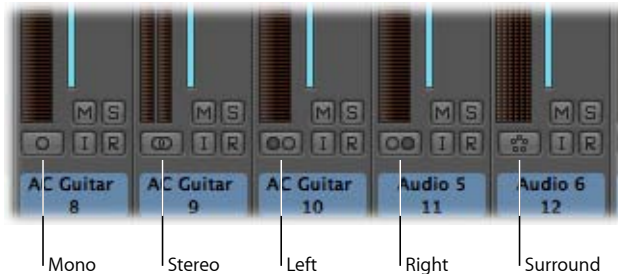 M S M S M S M S M S
I R I R I R I R I R
AC Guitar AC Guitar AC Guitar Audio 5 Audio 6
8 9 10 11 12
Mono Stereo Left Right Surround